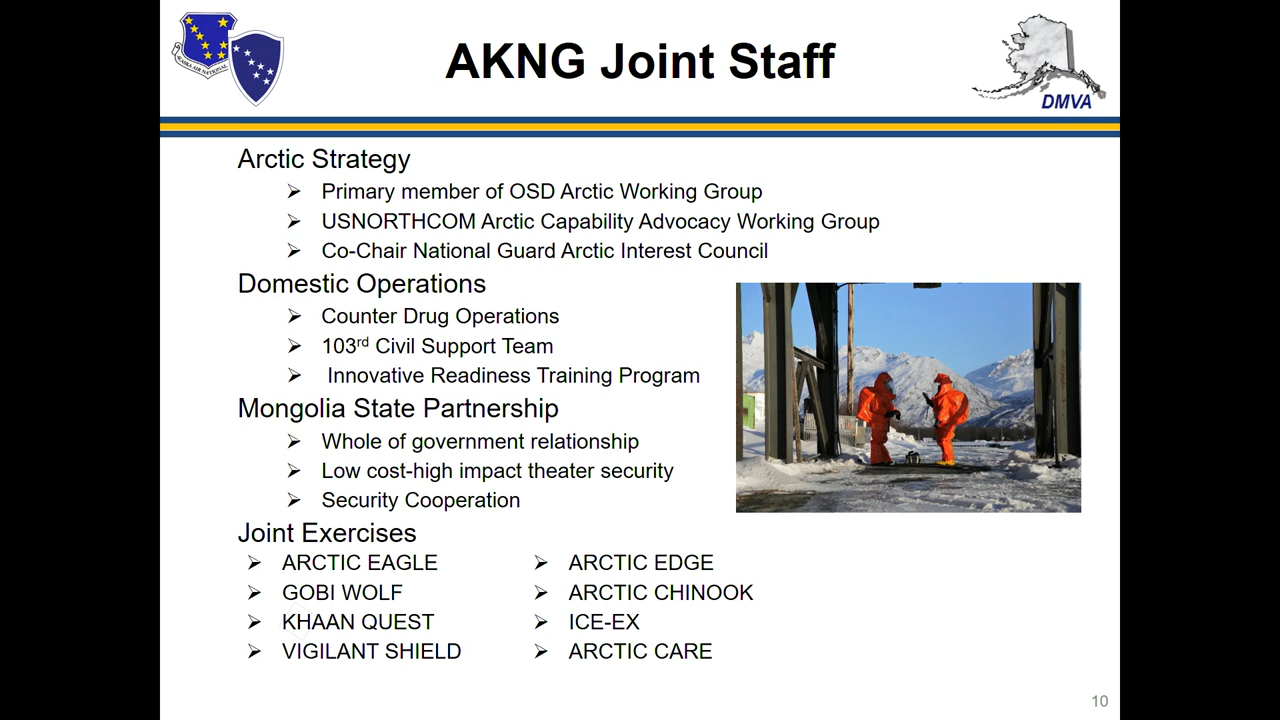 AKNG Joint Staff
DMVA
Arctic Strategy
Primary member of OSD Arctic Working Group
USNORTHCOM Arctic Capability Advocacy Working Group
Co-Chair National Guard Arctic Interest Council
Domestic Operations
Counter Drug Operations
103rd Civil Support Team
Innovative Readiness Training Program
Mongolia State Partnership
Whole of government relationship
Low cost-high impact theater security
Security Cooperation
Joint Exercises
ARCTIC EAGLE
GOBI WOLF
KHAAN QUEST
VIGILANT SHIELD
ARCTIC EDGE
ARCTIC CHINOOK
ICE-EX
ARCTIC CARE
10